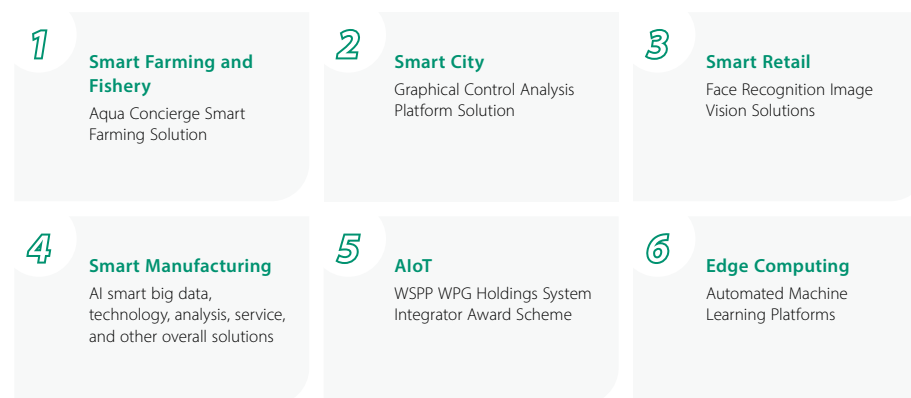 1
Smart Farming and
Fishery
Aqua Concierge Smart
Farming Solution
2
Smart City
Graphical Control Analysis
Platform Solution
3
Smart Retail
Face Recognition Image
Vision Solutions
4
Smart Manufacturing
AI smart big data,
technology, analysis, service,
and other overall solutions
5
AIoT
WSPP WPG Holdings System
Integrator Award Scheme
6
Edge Computing
Automated Machine
Learning Platforms